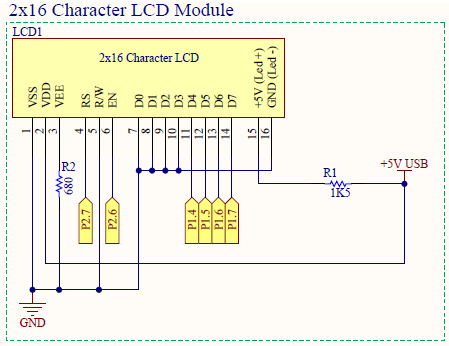 2x16 Character LCD Module
LCD1
2x16 Character LCD
VSS
VDD
VEE
RS
R/W
EN
D0
D1
D2
D3
D4
D5
D6
D7
+5V (Led+)
GND (Led -)
1
2
3
4
5
6
7
8
9
10
11
12
13
14
15
16
R2
680
P2.7
P2.6
P1.4
P1.5
P1.6
P1.7
R1
1K5
+5V USB
GND